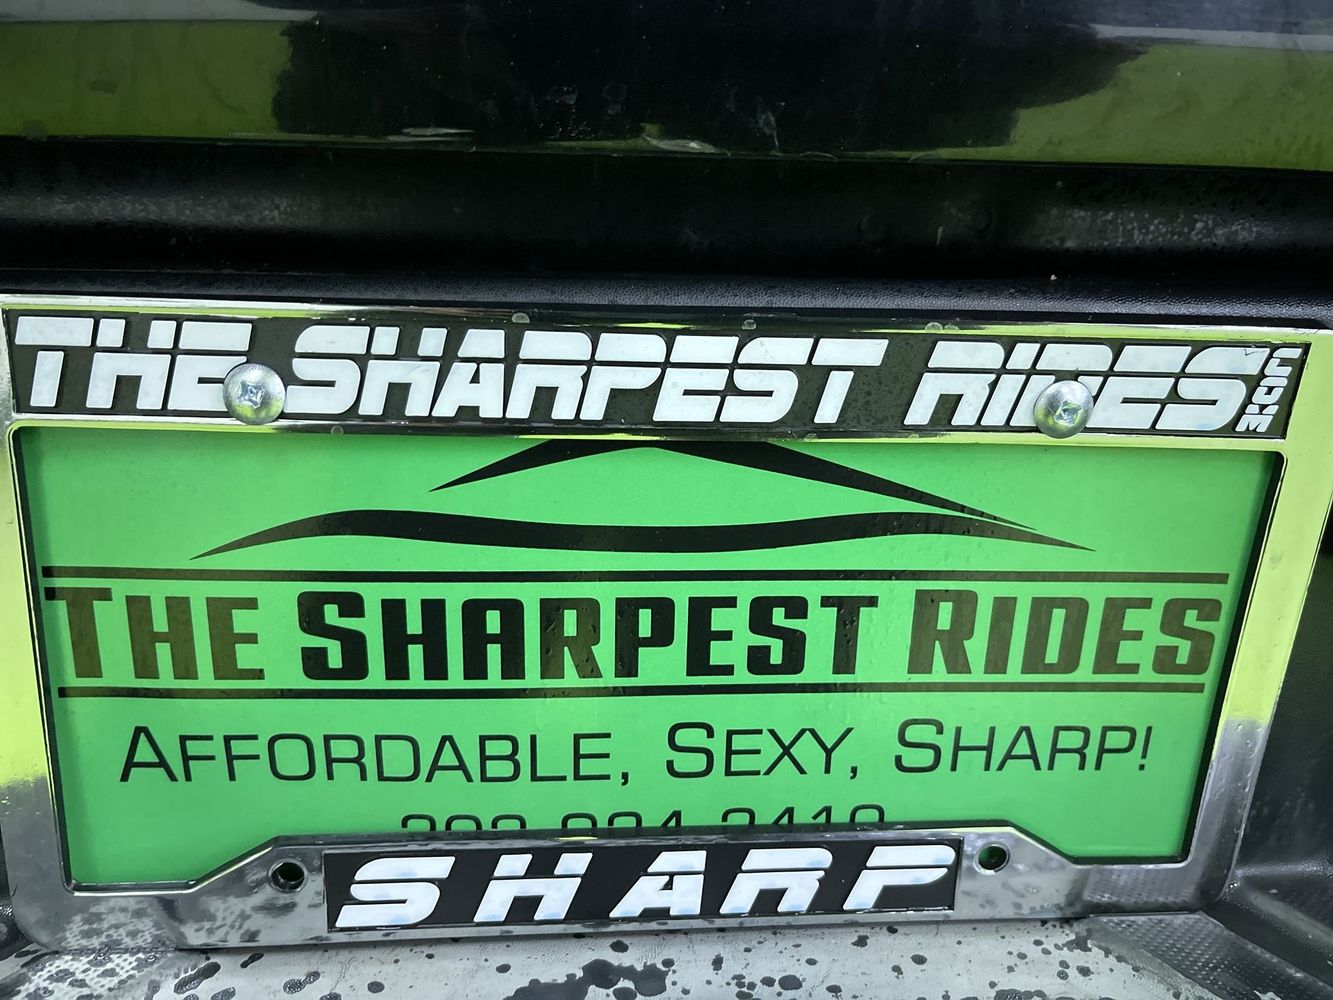 THE SHARPEST RIDES.COM
THE SHARPEST RIDES
AFFORDABLE, SEXY, SHARP!
SHARP